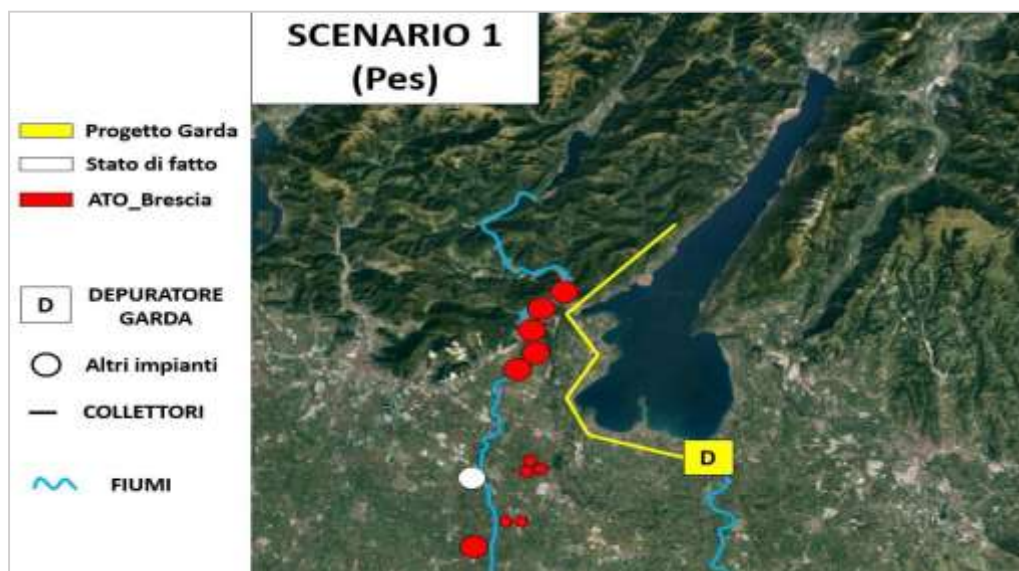 SCENARIO 1
(Pes)
Progetto Garda
Stato di fatto
ATO_Brescia
D
DEPURATORE
GARDA
Altri impianti
COLLETTORI
FIUMI
D